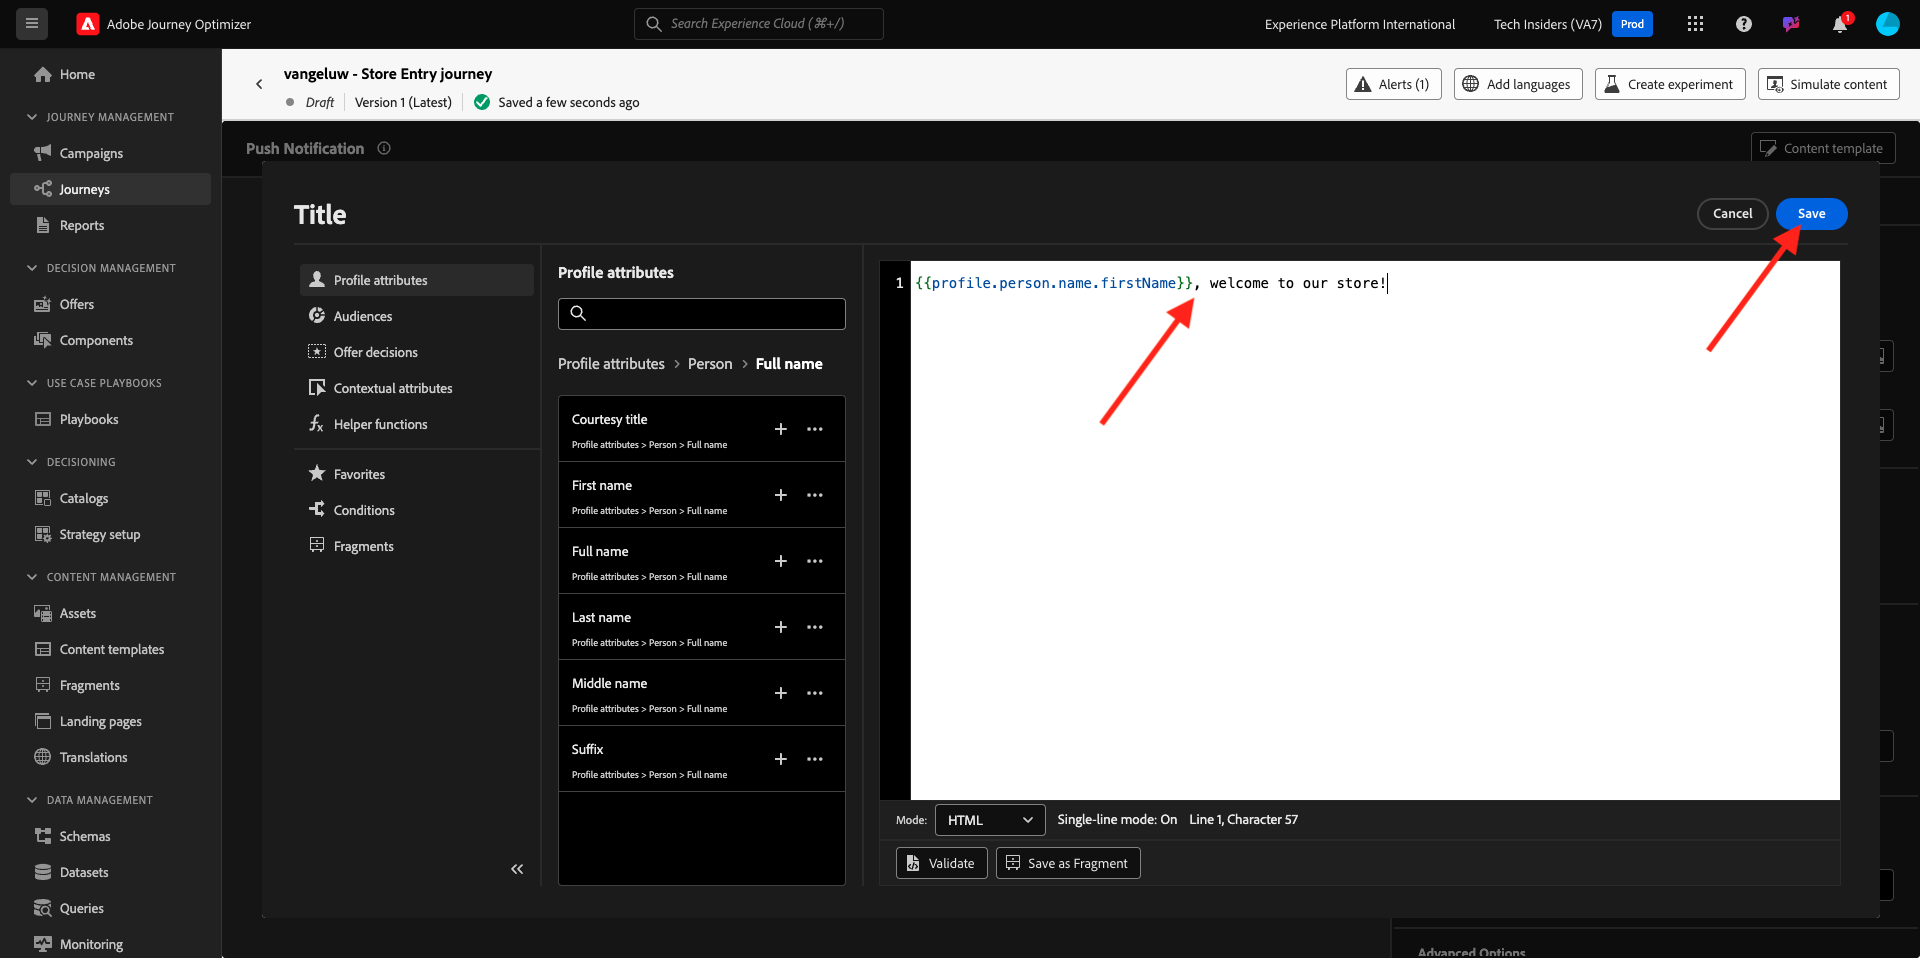 Adobe Journey Optimizer
Search Experience Cloud (⌘+/)
Experience Platform International
Tech Insiders (VA7)
Prod
1
Home
JOURNEY MANAGEMENT
Campaigns
Journeys
Reports
DECISION MANAGEMENT
Offers
Components
USE CASE PLAYBOOKS
Playbooks
DECISIONING
Catalogs
Strategy setup
CONTENT MANAGEMENT
Assets
Content templates
Fragments
Landing pages
Translations
DATA MANAGEMENT
Schemas
Datasets
Queries
Monitoring
vangeluw - Store Entry journey
Draft
Version 1 (Latest)
Saved a few seconds ago
Alerts (1)
Add languages
Create experiment
Simulate content
Push Notification
Content template
Title
Cancel
Save
Profile attributes
Audiences
Offer decisions
Contextual attributes
Helper functions
Favorites
Conditions
Fragments
Profile attributes
Profile attributes > Person > Full name
Courtesy title
Profile attributes > Person > Full name
First name
Profile attributes > Person > Full name
Full name
Profile attributes > Person > Full name
Last name
Profile attributes > Person > Full name
Middle name
Profile attributes > Person > Full name
Suffix
Profile attributes > Person > Full name
1 {{profile.person.name.firstName}}, welcome to our store!
Mode: HTML Single-line mode: On Line 1, Character 57
Validate
Save as Fragment
Advanced Options